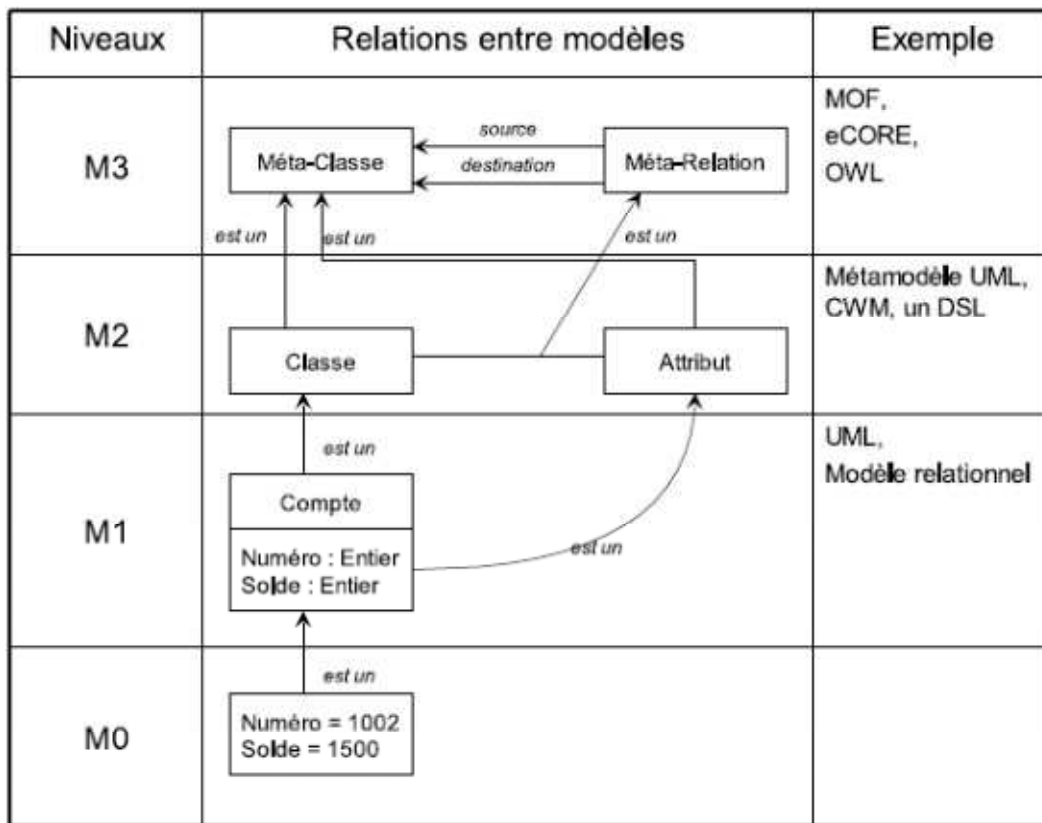 Niveaux
Relations entre modèles
Exemple
M3
Méta-Classe
source
destination
Méta-Relation
MOF,
eCORE,
OWL
est un
est un
est un
M2
Classe
Attribut
Métamodèle UML,
CWM, un DSL
M1
est un
Compte
Numéro : Entier
Solde : Entier
est un
UML,
Modèle relationnel
M0
est un
Numéro = 1002
Solde = 1500